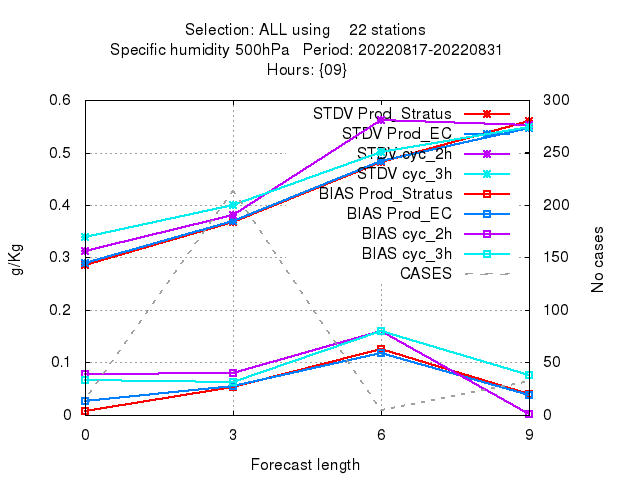 Selection: ALL using    22 stations
Specific humidity 500hPa   Period: 20220817-20220831
Hours: {09}
0.6
0.5
0.4
0.3
0.2
0.1
0
g/Kg
STDV Prod_Stratus
STDV Prod_EC
STDV cyc_2h
STDV cyc_3h
BIAS Prod_Stratus
BIAS Prod_EC
BIAS cyc_2h
BIAS cyc_3h
CASES
300
250
200
150
100
50
0
No cases
0 3 6 9
Forecast length